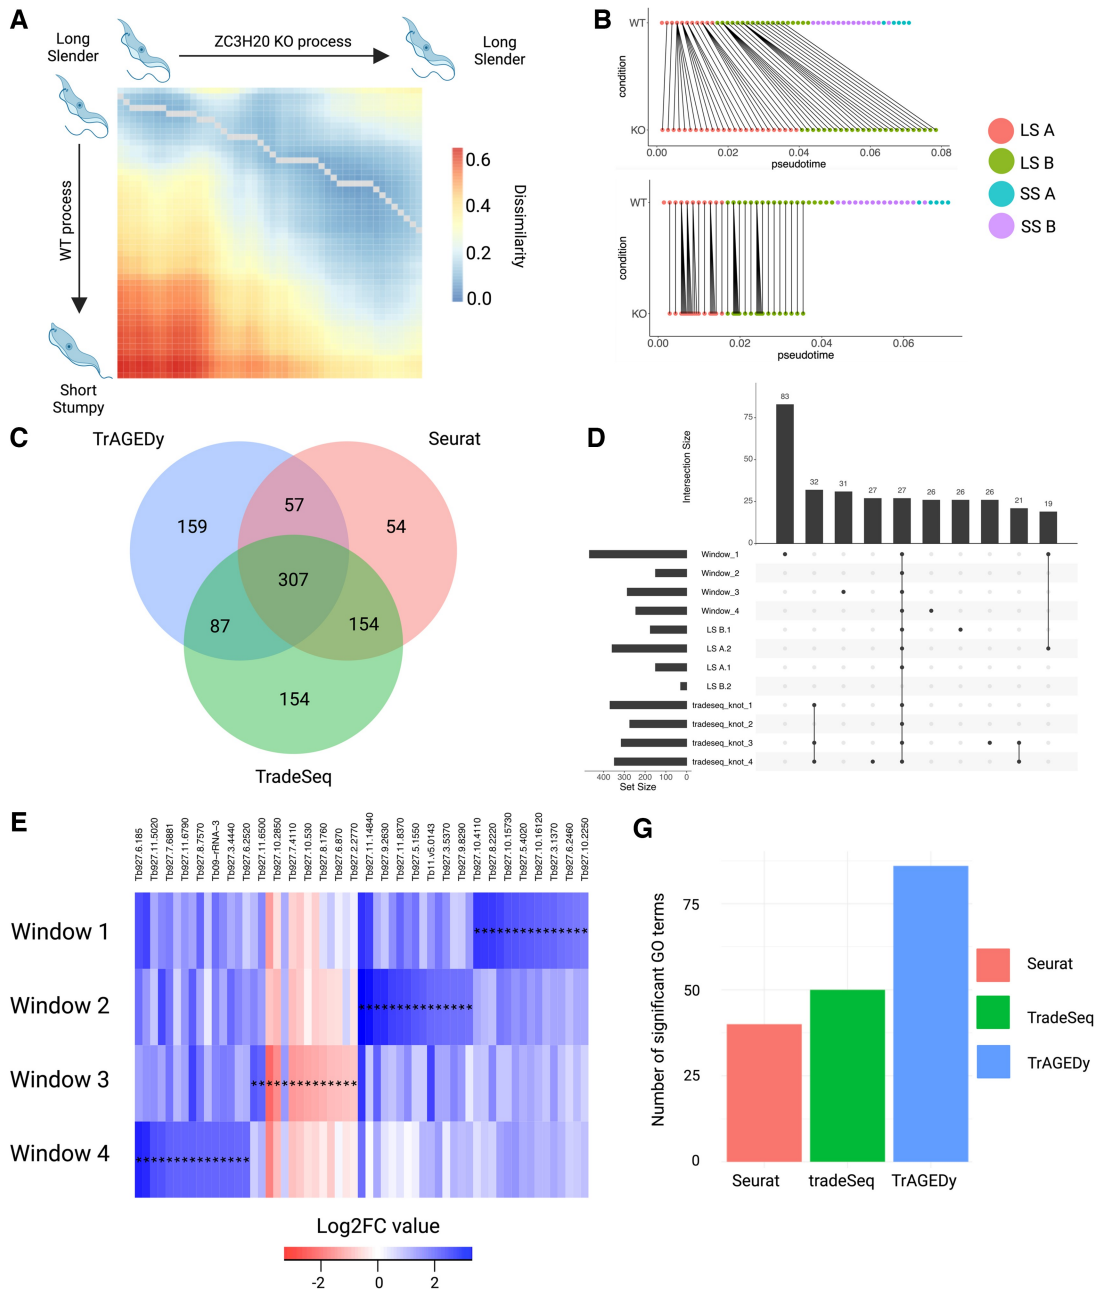 A
Long
Slender
ZC3H20 KO process
Long
Slender
WT process
Short
Stumpy
0.6
0.4
0.2
0.0
Dissimilarity
B
WT
condition
KO
0.00
0.02
0.04
0.06
0.08
pseudotime
WT
condition
KO
0.00
0.02
0.04
0.06
pseudotime
LS A
LS B
SS A
SS B
C
TrAGEDy
Seurat
57
159
54
307
87
154
154
TradeSeq
D
Intersection Size
75
50
25
0
83
32
31
27
27
26
26
26
21
19
Window_1
Window_2
Window_3
Window_4
LS B.1
LS A.2
LS A.1
LS B.2
tradeseq_knot_1
tradeseq_knot_2
tradeseq_knot_3
tradeseq_knot_4
400 300 200 100 0
Set Size
E
Tb927.6.185
Tb927.11.5020
Tb927.7.6881
Tb927.11.6790
Tb927.8.7570
Tb09-rRNA-3
Tb927.3.4440
Tb927.6.2520
Tb927.11.6500
Tb927.10.2850
Tb927.7.4110
Tb927.10.530
Tb927.8.1760
Tb927.6.870
Tb927.2.2770
Tb927.11.14840
Tb927.9.2630
Tb927.11.8370
Tb927.5.1550
Tb11.v5.0143
Tb927.3.5370
Tb927.9.8290
Tb927.10.4110
Tb927.8.2220
Tb927.10.15730
Tb927.5.4020
Tb927.10.16120
Tb927.3.1370
Tb927.6.2460
Tb927.10.2250
Window 1
Window 2
Window 3
Window 4
Log2FC value
-2
0
2
G
Number of significant GO terms
75
50
25
0
Seurat
tradeSeq
TrAGEDy
Seurat
TradeSeq
TrAGEDy